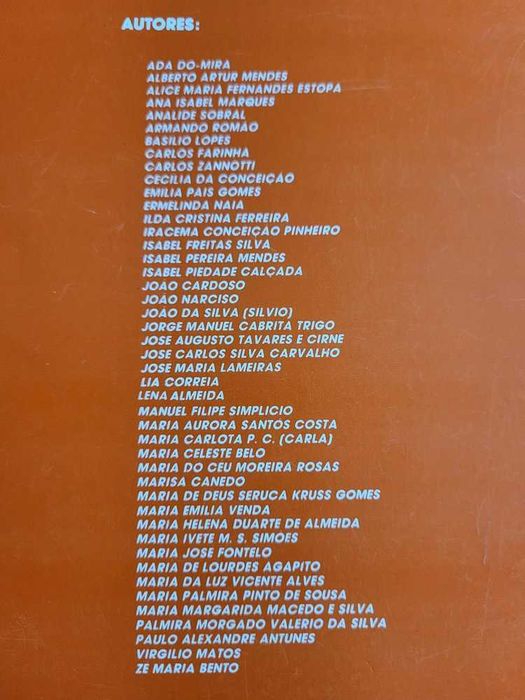 AUTORES:
ADA DO-MIRA
ALBERTO ARTUR MENDES
ALICE MARIA FERNANDES ESTOPA
ANA ISABEL MARQUES
ANALIDE SOBRAL
ARMANDO ROMÃO
BASILIO LOPES
CARLOS FARINHA
CARLOS ZANNOTTI
CECILIA DA CONCEIÇÃO
EMILIA PAIS GOMES
ERMELINDA NAIA
ILDA CRISTINA FERREIRA
IRACEMA CONCEIÇÃO PINHEIRO
ISABEL FREITAS SILVA
ISABEL PEREIRA MENDES
ISABEL PIEDADE CALÇADA
JOÃO CARDOSO
JOÃO NARCISO
JOÃO DA SILVA (SILVIO)
JORGE MANUEL CABRITA TRIGO
JOSE AUGUSTO TAVARES E CIRNE
JOSE CARLOS SILVA CARVALHO
JOSE MARIA LAMEIRAS
LIA CORREIA
LENA ALMEIDA
MANUEL FILIPE SIMPLICIO
MARIA AURORA SANTOS COSTA
MARIA CARLOTA P. C. (CARLA)
MARIA CELESTE BELO
MARIA DO CEU MOREIRA ROSAS
MARISA CANEDO
MARIA DE DEUS SERUCA KRUSS GOMES
MARIA EMILIA VENDA
MARIA HELENA DUARTE DE ALMEIDA
MARIA IVETE M. S. SIMOES
MARIA JOSE FONTELO
MARIA DE LOURDES AGAPITO
MARIA DA LUZ VICENTE ALVES
MARIA PALMIRA PINTO DE SOUSA
MARIA MARGARIDA MACEDO E SILVA
PALMIRA MORGADO VALERIO DA SILVA
PAULO ALEXANDRE ANTUNES
VIRGILIO MATOS
ZE MARIA BENTO